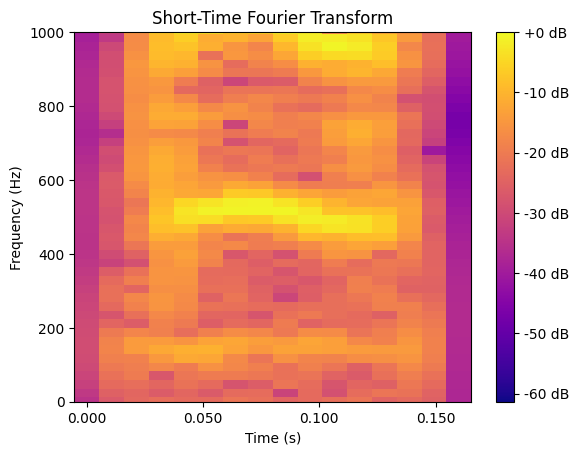 Short-Time Fourier Transform
1000
800
600
400
200
0
Frequency (Hz)
0.000
0.050
0.100
0.150
Time (s)
+0 dB
-10 dB
-20 dB
-30 dB
-40 dB
-50 dB
-60 dB